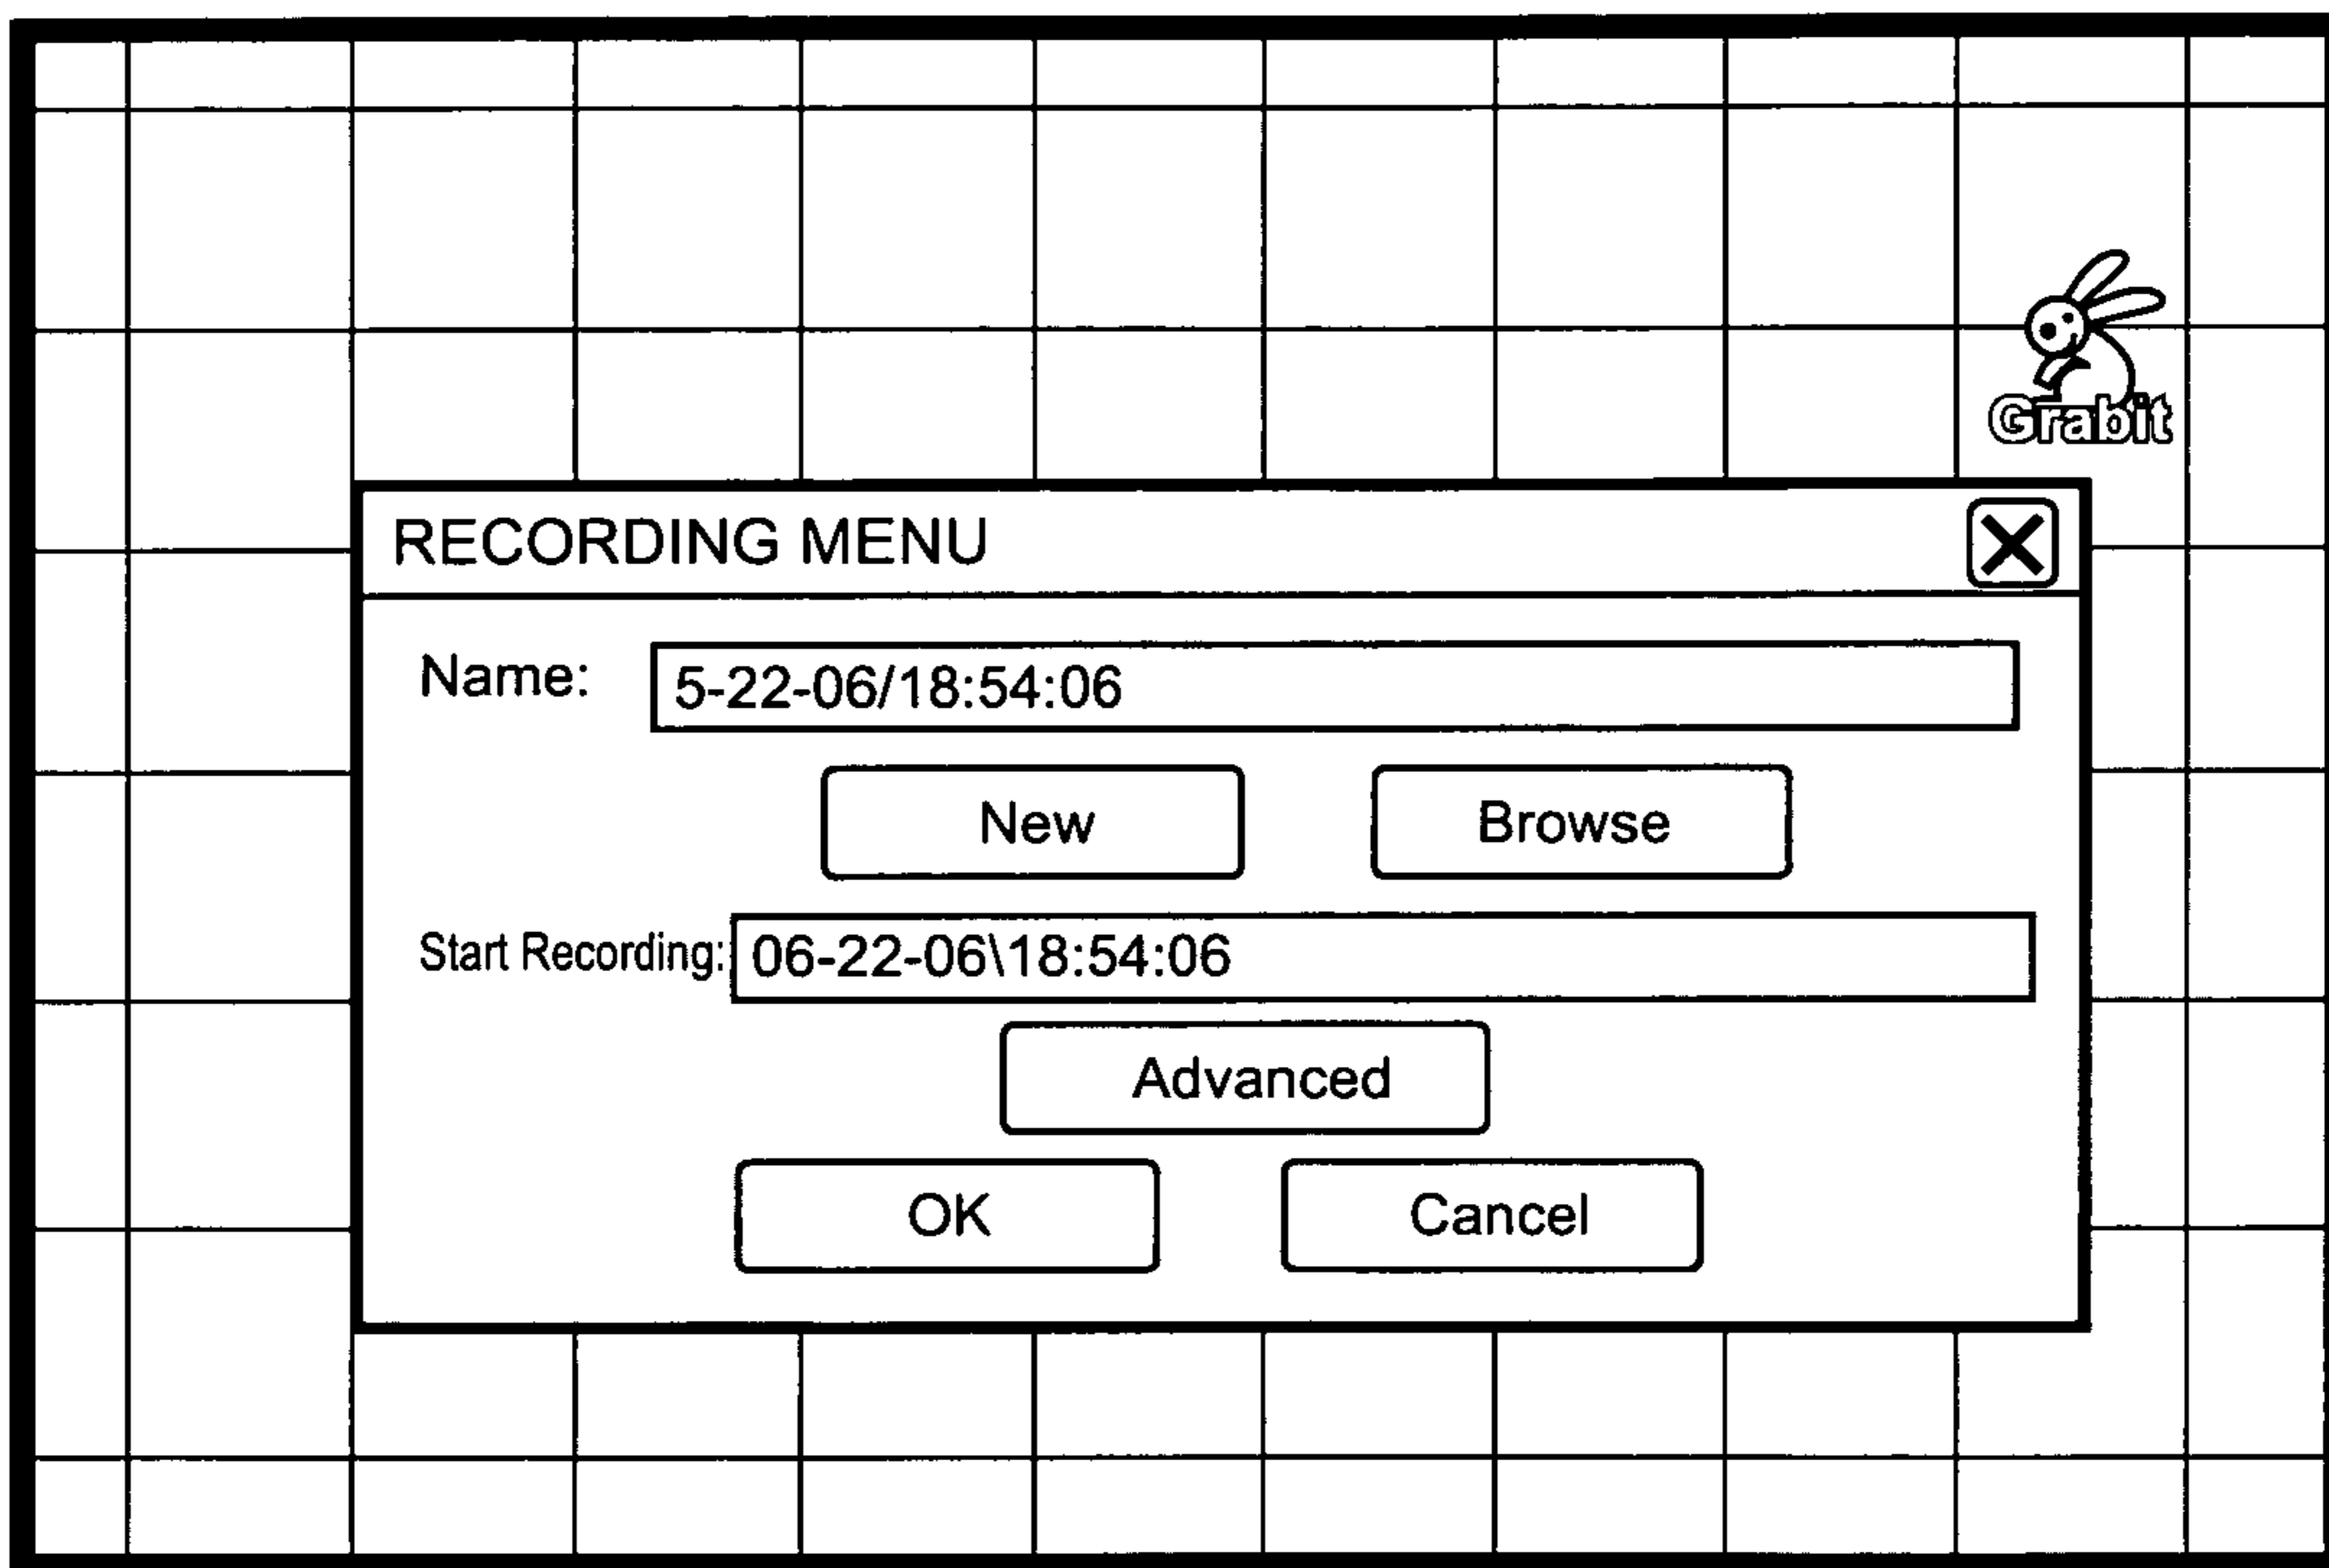 Grabit
RECORDING MENU
Name: 5-22-06/18:54:06
New Browse
Start Recording: 06-22-06\18:54:06
Advanced
OK Cancel